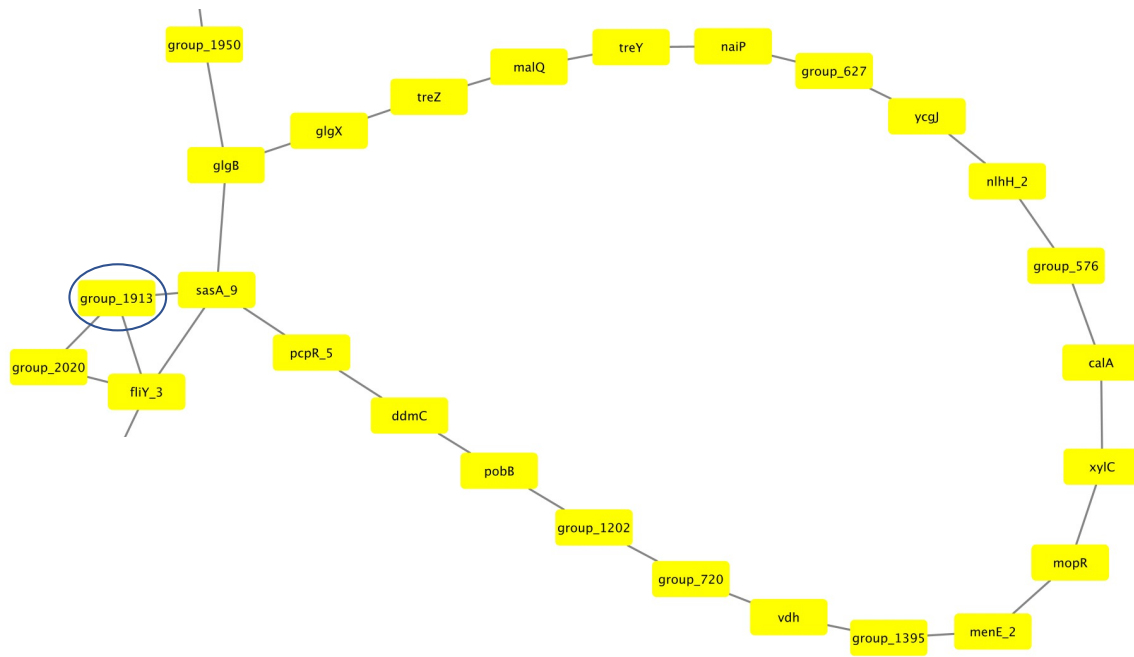 group_1950
treY
naiP
malQ
group_627
treZ
ycgJ
glgX
glgB
nlhH_2
group_576
sasA_9
group_1913
pcpR_5
calA
group_2020
fliY_3
ddmC
xylC
pobB
group_1202
mopR
group_720
vdh
menE_2
group_1395